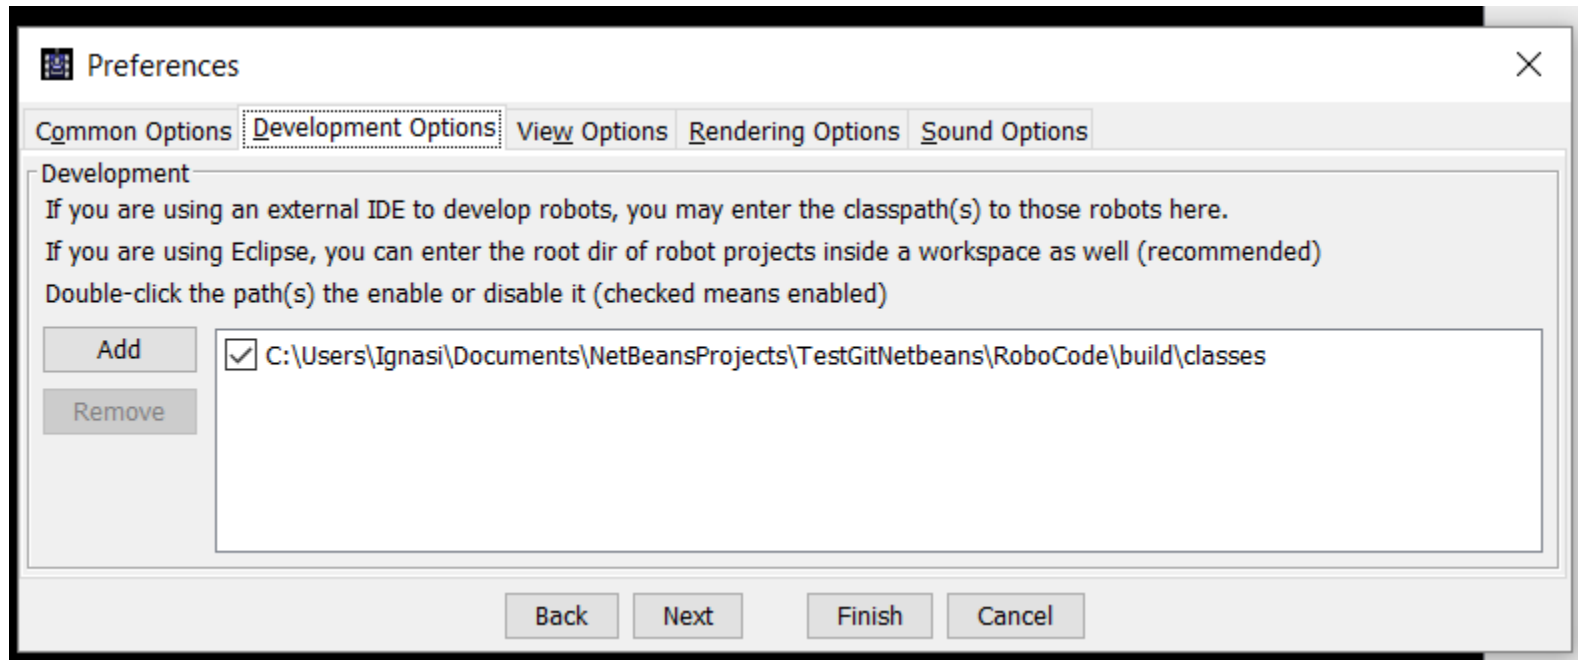 Preferences
Common Options Development Options View Options Rendering Options Sound Options
Development
If you are using an external IDE to develop robots, you may enter the classpath(s) to those robots here.
If you are using Eclipse, you can enter the root dir of robot projects inside a workspace as well (recommended)
Double-click the path(s) the enable or disable it (checked means enabled)
Add
C:\Users\Ignasi\Documents\NetBeansProjects\TestGitNetbeans\RoboCode\build\classes
Remove
Back Next Finish Cancel